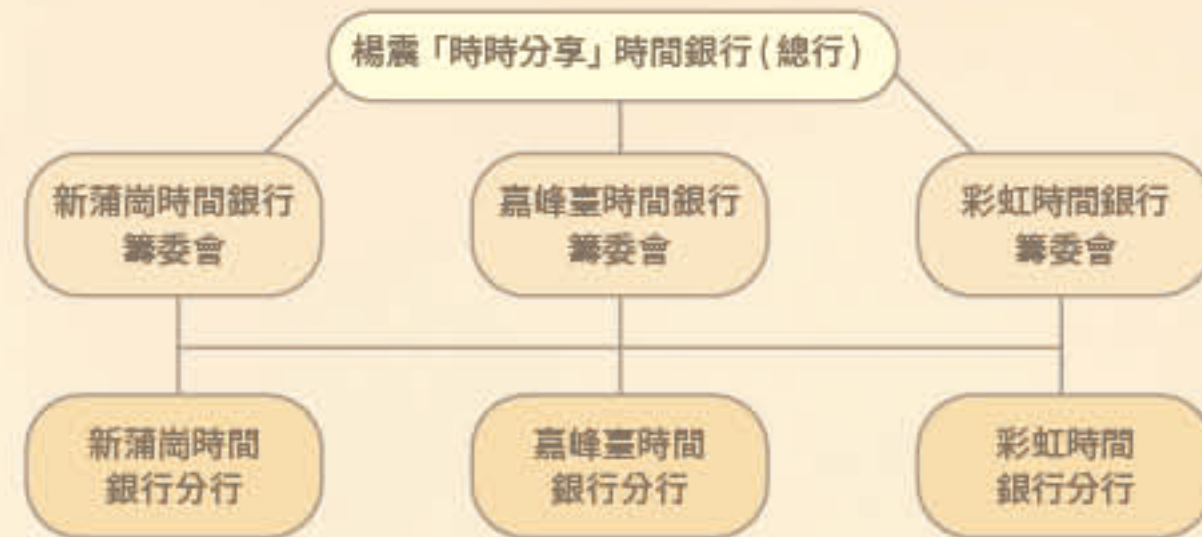 楊震「時時分享」時間銀行(總行)
新蒲崗時間銀行
籌委會
嘉峰臺時間銀行
籌委會
彩虹時間銀行
籌委會
新蒲崗時間
銀行分行
嘉峰臺時間
銀行分行
彩虹時間
銀行分行